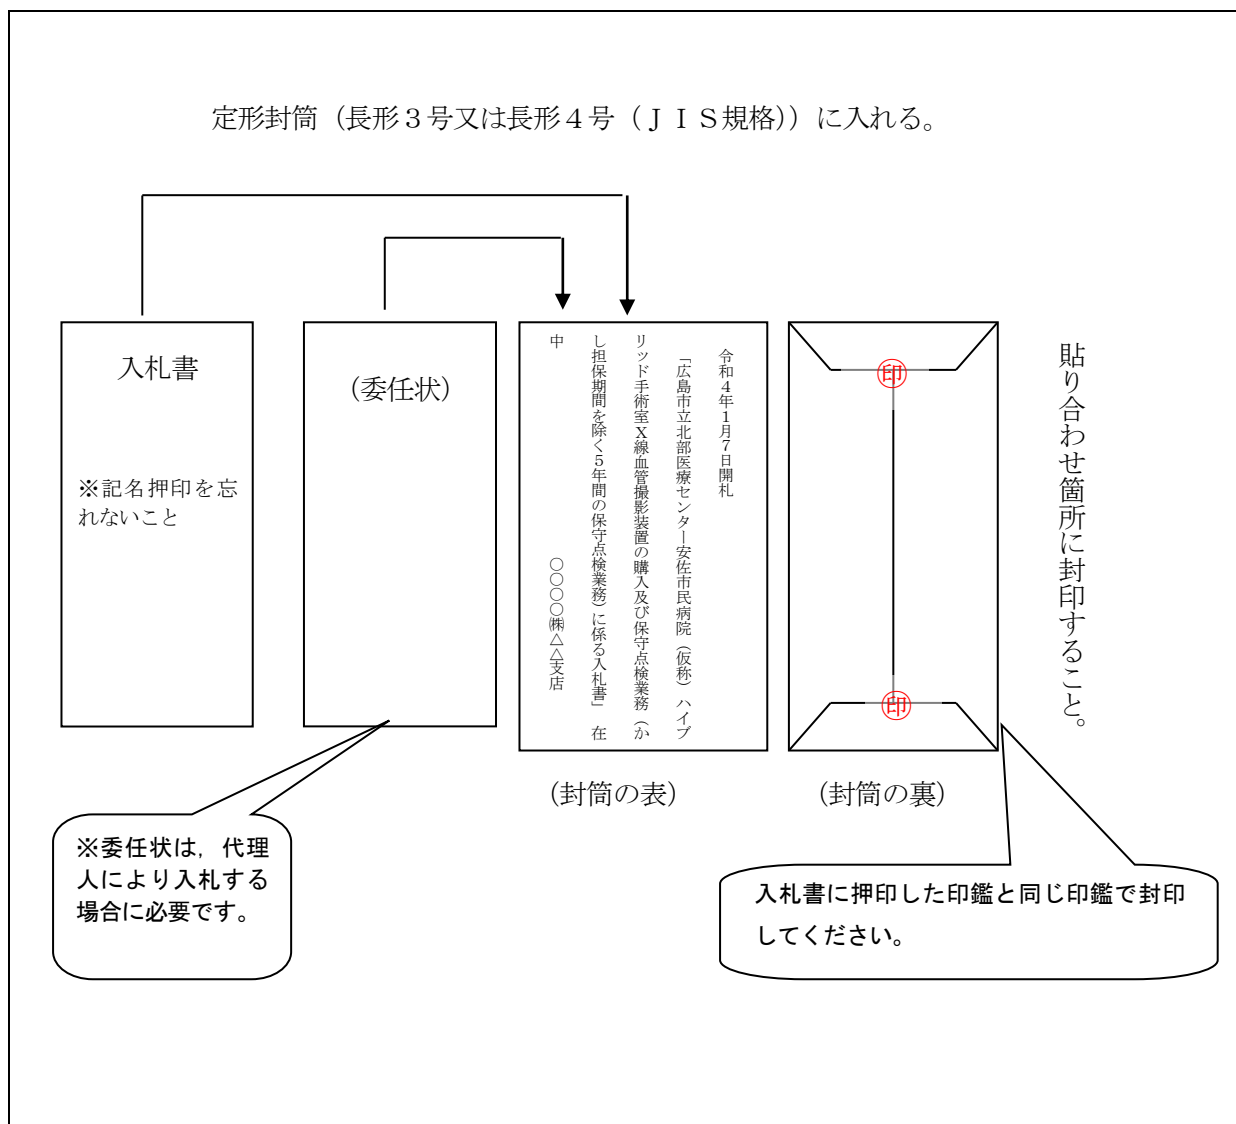 定形封筒（長形３号又は長形４号（ＪＩＳ規格））に入れる。
入札書
※記名押印を忘
れないこと
（委任状）
令和４年１月７日開札
「広島市立北部医療センター安佐市民病院（仮称）ハイブ
リッド手術室Ｘ線血管撮影装置の購入及び保守点検業務（か
し担保期間を除く５年間の保守点検業務）に係る入札書」　在
中
〇〇〇〇㈱△△支店
印
印
貼り合わせ箇所に封印すること。
（封筒の表）
（封筒の裏）
※委任状は，代理
人により入札する
場合に必要です。
入札書に押印した印鑑と同じ印鑑で封印
してください。